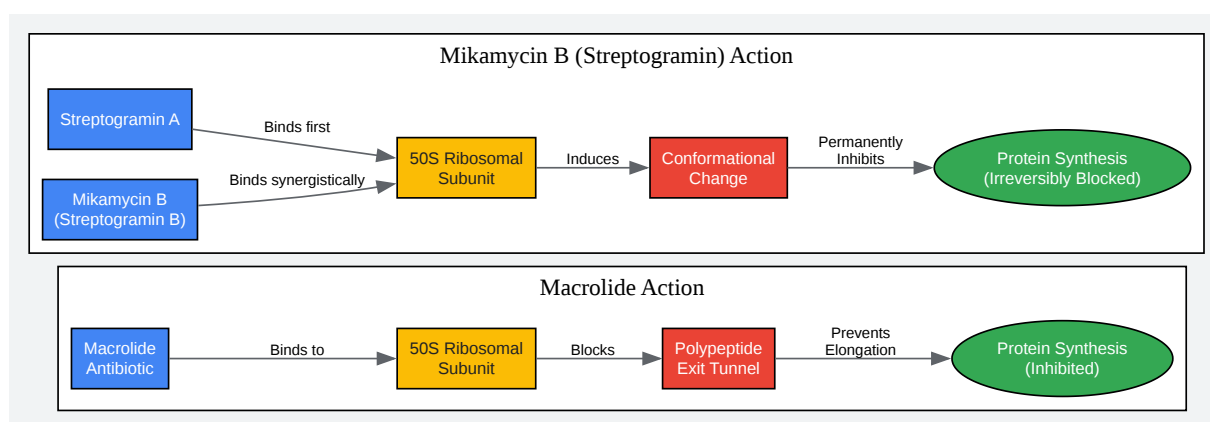 Mikamycin B (Streptogramin) Action
Streptogramin A
Binds first
Mikamycin B
(Streptogramin B)
Binds synergistically
50S Ribosomal
Subunit
Induces
Conformational
Change
Permanently
Inhibits
Protein Synthesis
(Irreversibly Blocked)
Macrolide Action
Macrolide
Antibiotic
Binds to
50S Ribosomal
Subunit
Blocks
Polypeptide
Exit Tunnel
Prevents
Elongation
Protein Synthesis
(Inhibited)